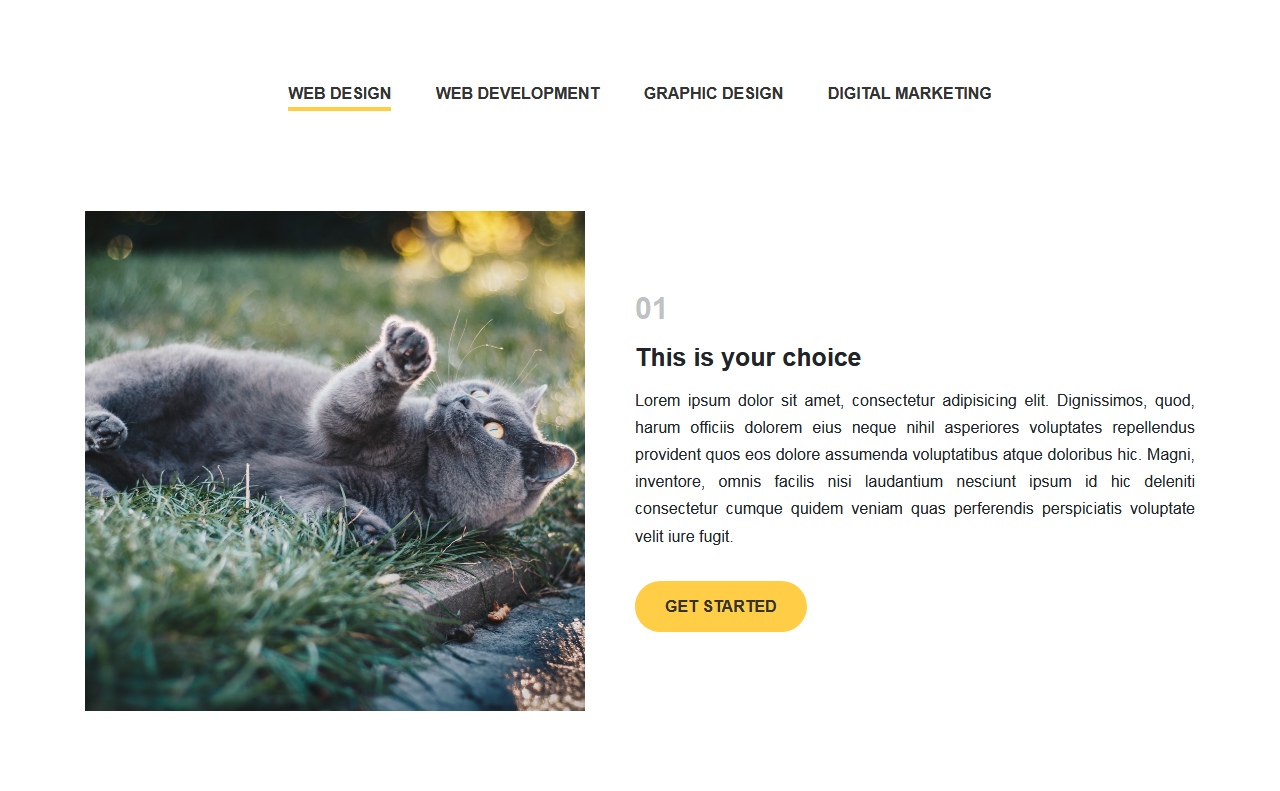 WEB DESIGN WEB DEVELOPMENT GRAPHIC DESIGN DIGITAL MARKETING
01
This is your choice
Lorem ipsum dolor sit amet, consectetur adipisicing elit. Dignissimos, quod,
harum officiis dolorem eius neque nihil asperiores voluptates repellendus
provident quos eos dolore assumenda voluptatibus atque doloribus hic. Magni,
inventore, omnis facilis nisi laudantium nesciunt ipsum id hic deleniti
consectetur cumque quidem veniam quas perferendis perspiciatis voluptate
velit iure fugit.
GET STARTED